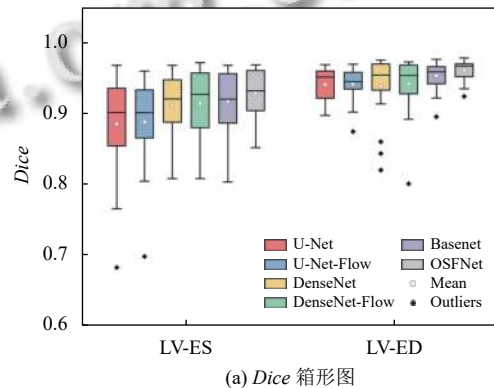 1.0
0.9
0.8
0.7
0.6
Dice
U-Net
U-Net-Flow
DenseNet
DenseNet-Flow
Basenet
OSFNet
Mean
Outliers
LV-ES
LV-ED
(a) Dice 箱形图